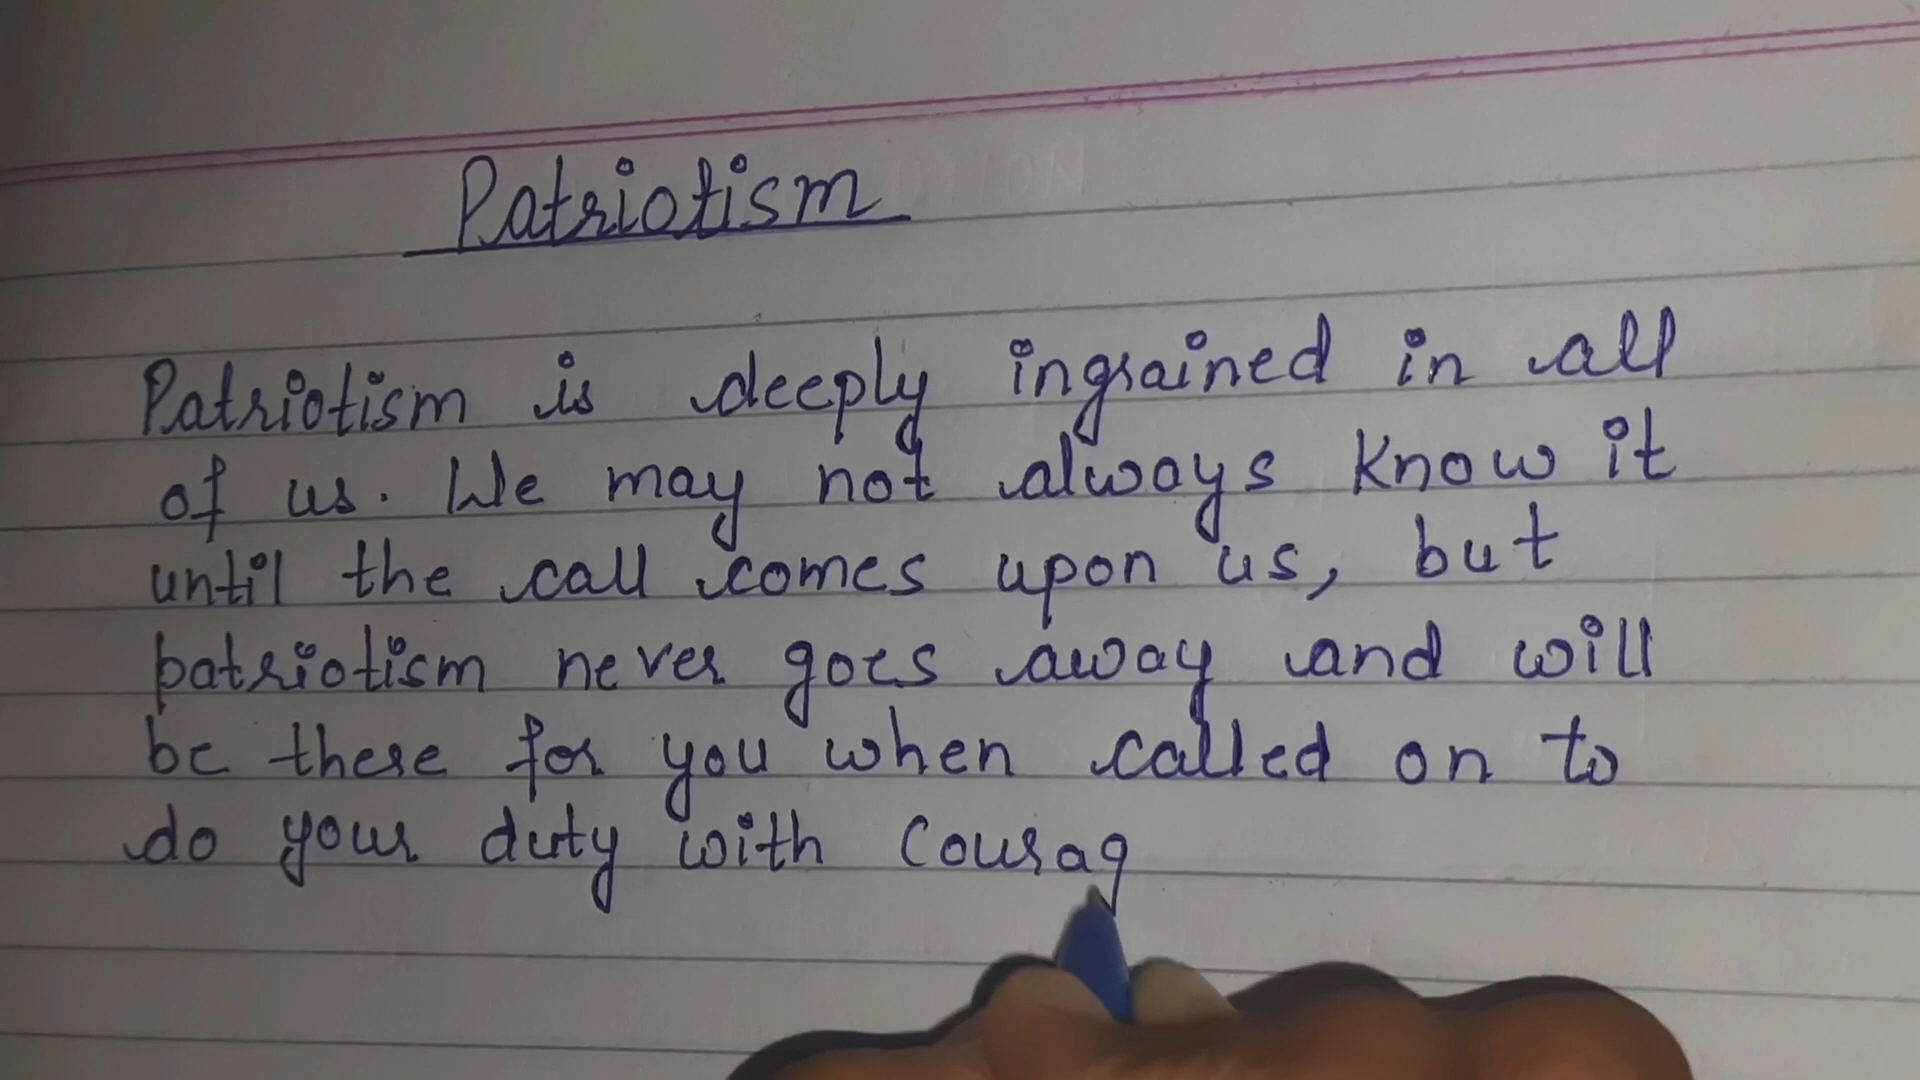 Patriotism
Patriotism is deeply ingrained in all
of us. We may not always know it
until the call comes upon us, but
patriotism never goes away and will
be there for you when called on to
do your duty with Courag